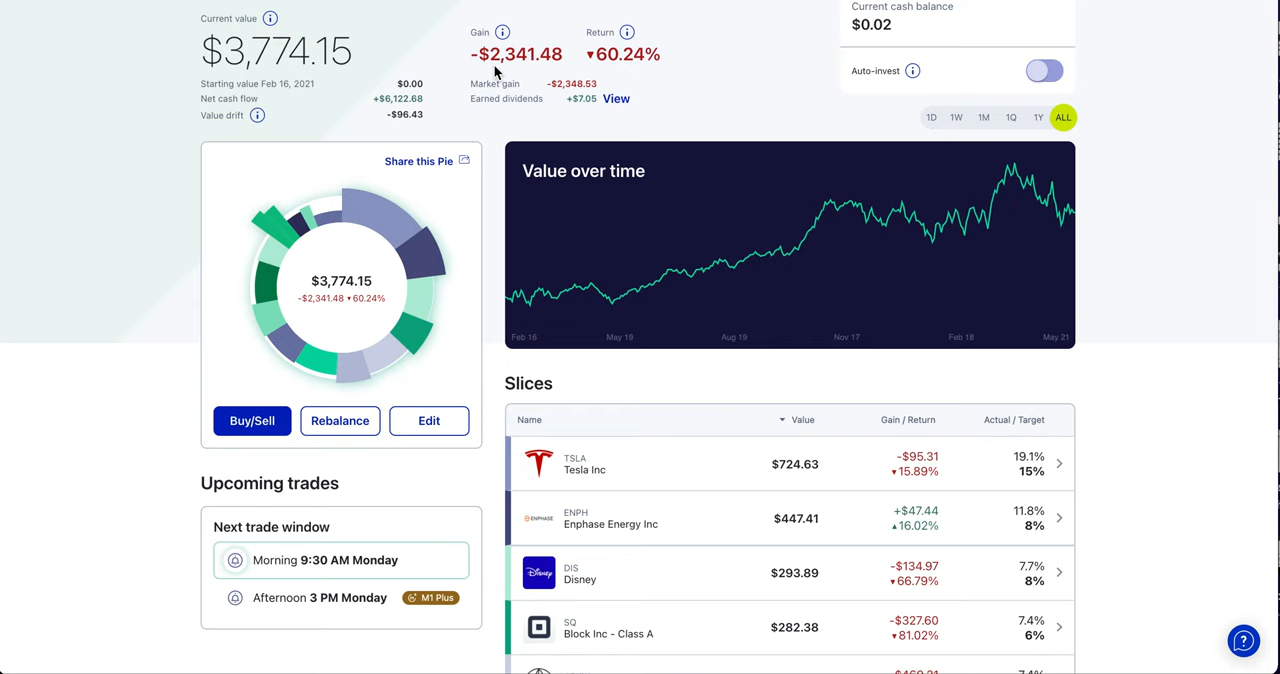 Current value
$3,774.15
Starting value Feb 16, 2021 $0.00
Net cash flow +$6,122.68
Value drift -$96.43
Gain
-$2,341.48
Return
▼60.24%
Market gain -$2,348.53
Earned dividends +$7.05 View
Current cash balance
$0.02
Auto-invest
1D 1W 1M 1Q 1Y ALL
Share this Pie
$3,774.15
-$2,341.48 ▼60.24%
Buy/Sell Rebalance Edit
Value over time
Feb 16 May 19 Aug 19 Nov 17 Feb 18 May 21
Upcoming trades
Next trade window
Morning 9:30 AM Monday
Afternoon 3 PM Monday M1 Plus
Slices
Name Value Gain / Return Actual / Target
TSLA
Tesla Inc
$724.63
-$95.31
▼15.89%
19.1%
15%
ENPHASE
ENPH
Enphase Energy Inc
$447.41
+$47.44
▲16.02%
11.8%
8%
Disney
DIS
Disney
$293.89
-$134.97
▼66.79%
7.7%
8%
SQ
Block Inc - Class A
$282.38
-$327.60
▼81.02%
7.4%
6%